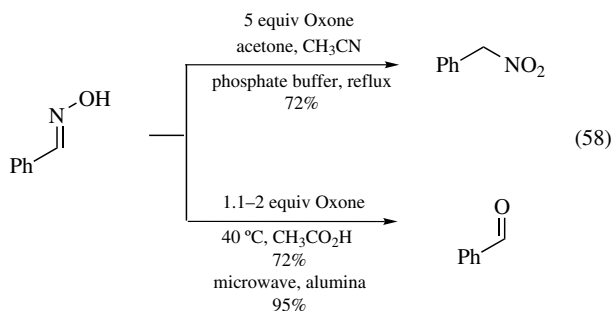 5 equiv Oxone
acetone, CH3CN
phosphate buffer, reflux
72%
Ph
NO2
N
OH
Ph
(58)
1.1–2 equiv Oxone
40 ºC, CH3CO2H
72%
microwave, alumina
95%
O
Ph